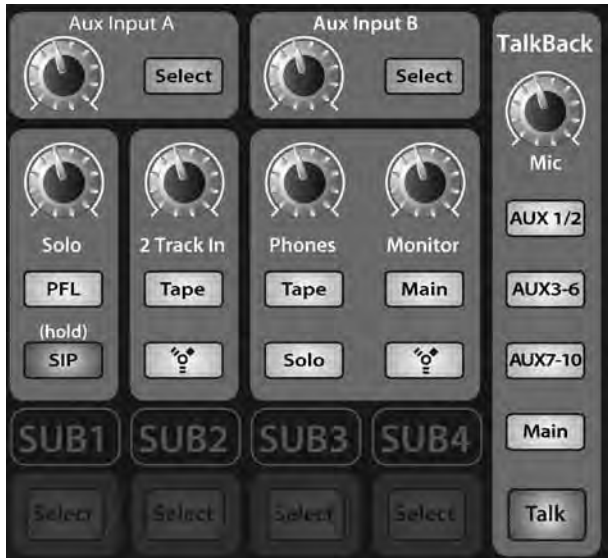 Aux Input A
Select
Aux Input B
Select
TalkBack
Mic
Solo
2 Track In
Phones
Monitor
PFL
Tape
Tape
Main
(hold)
SIP
Solo
AUX 1/2
AUX3-6
AUX7-10
Main
Talk
SUB1
SUB2
SUB3
SUB4
Select
Select
Select
Select